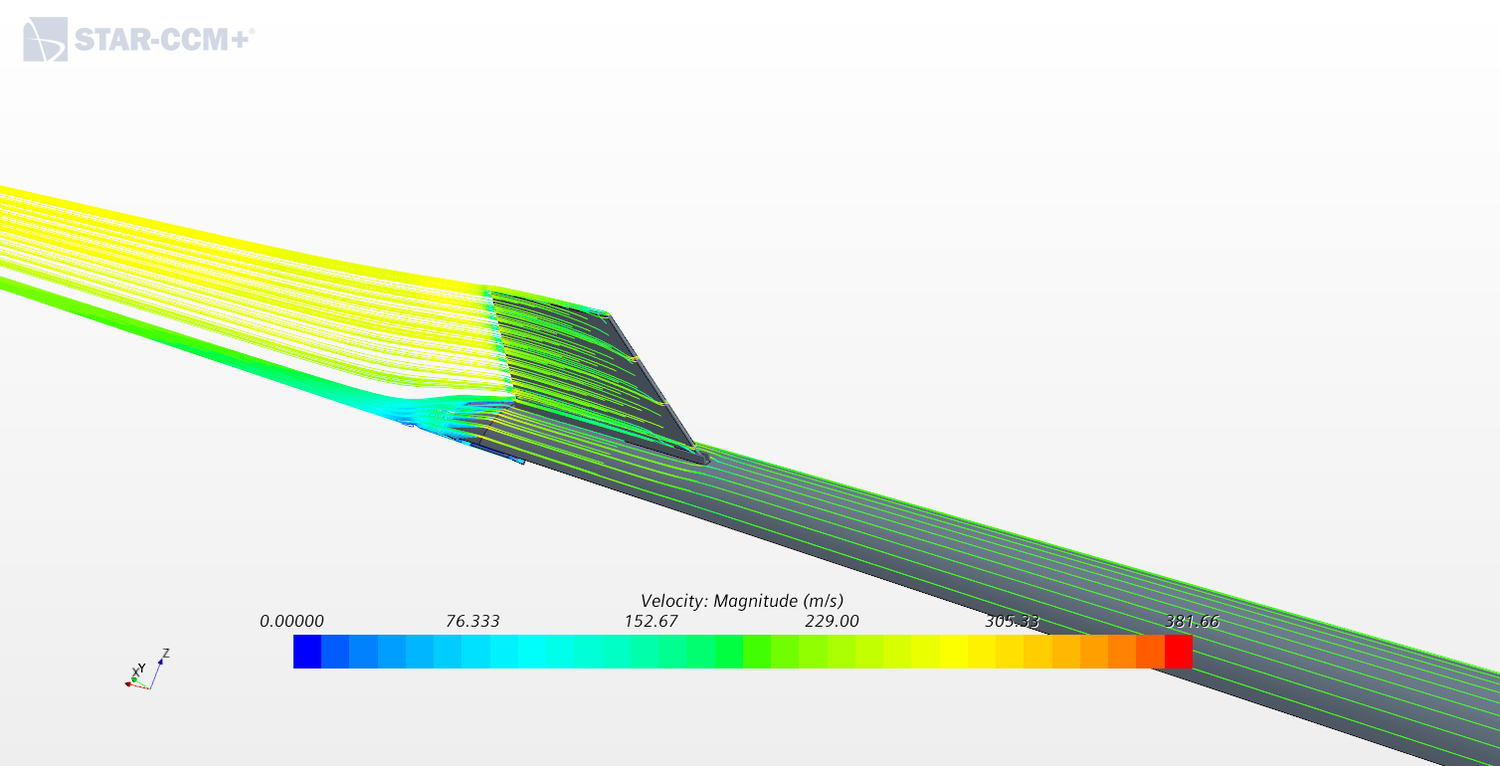 STAR-CCM+®
Velocity: Magnitude (m/s)
0.00000 76.333 152.67 229.00 305.33 381.66
Z
Y
X